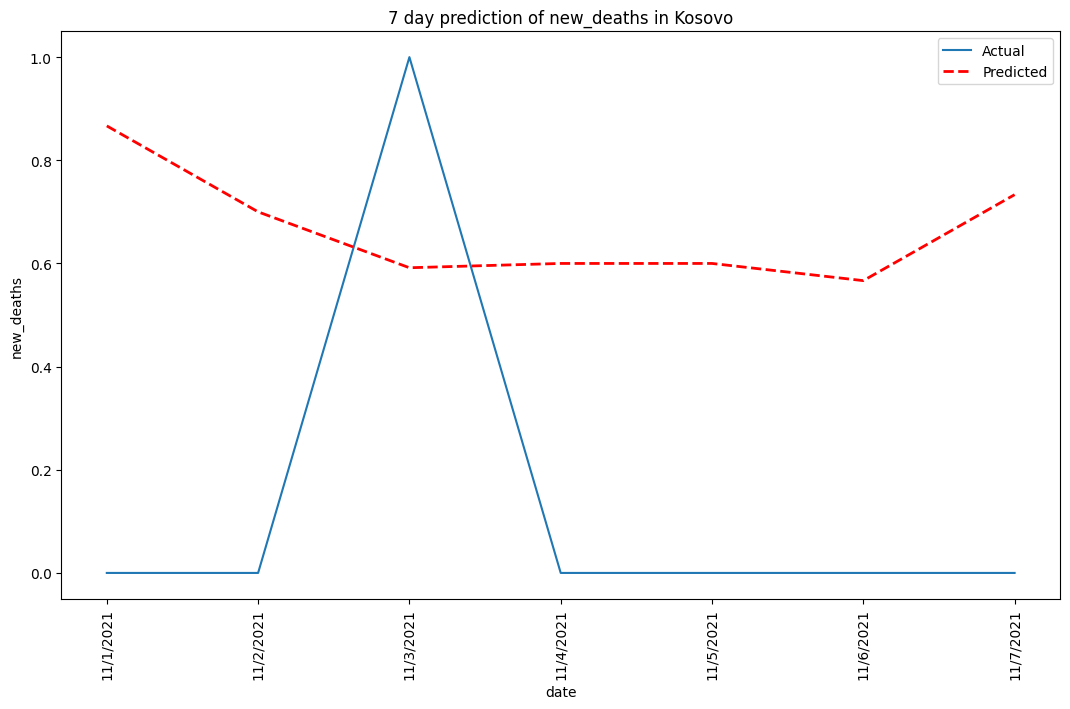 7 day prediction of new_deaths in Kosovo
Actual
Predicted
new_deaths
1.0
0.8
0.6
0.4
0.2
0.0
11/1/2021
11/2/2021
11/3/2021
11/4/2021
11/5/2021
11/6/2021
11/7/2021
date